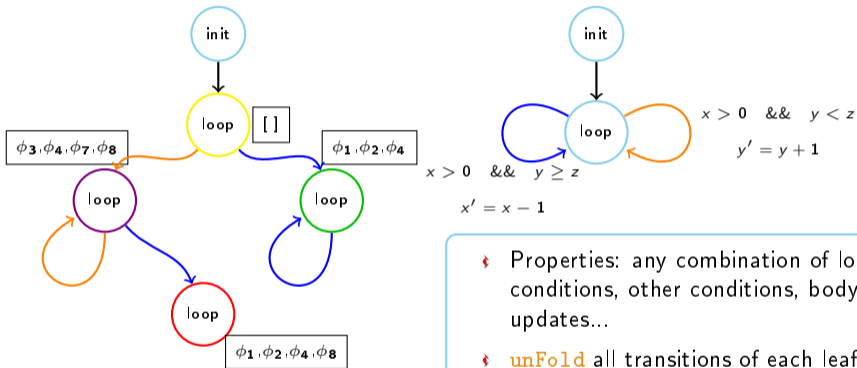 init
loop
[ ]
ϕ3,ϕ4,ϕ7,ϕ8
ϕ1,ϕ2,ϕ4
loop
loop
loop
ϕ1,ϕ2,ϕ4,ϕ8
init
loop
x > 0 && y < z
y′ = y + 1
x > 0 && y ≥ z
x′ = x − 1
Properties: any combination of lo
conditions, other conditions, body
updates...
unFold all transitions of each leaf